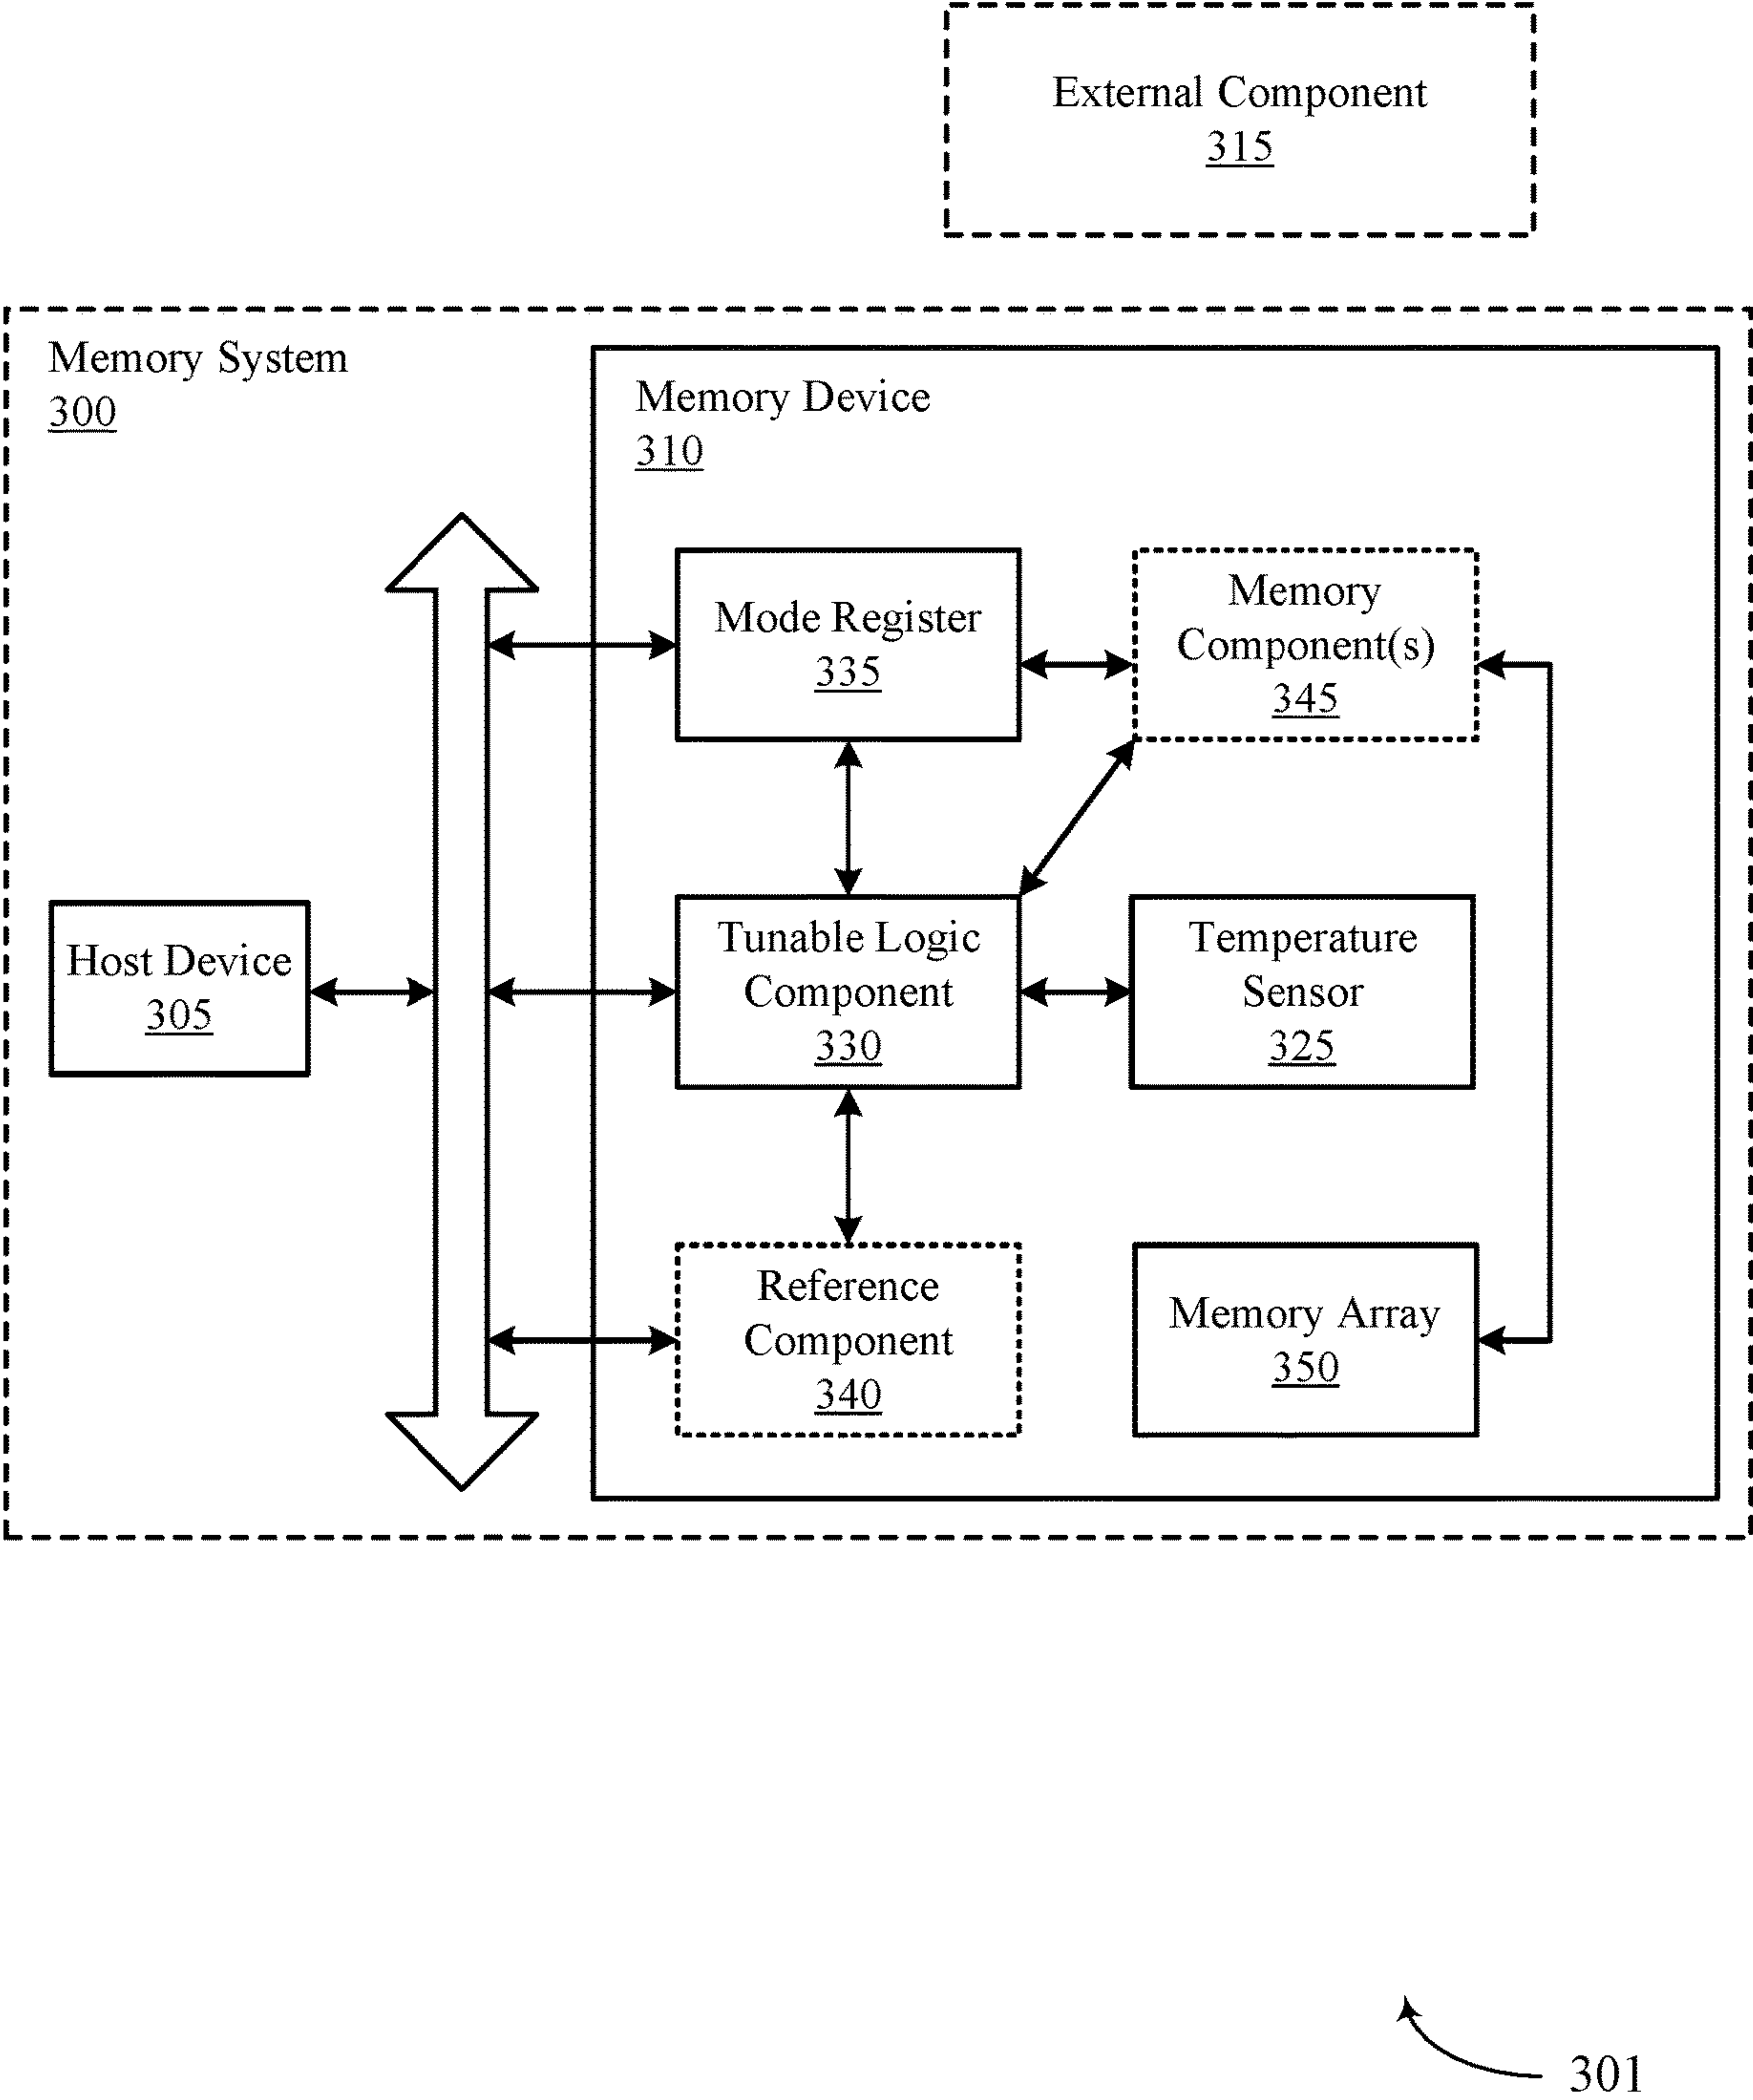 External Component
315
Memory System
300
Memory Device
310
Mode Register
335
Memory
Component(s)
345
Host Device
305
Tunable Logic
Component
330
Temperature
Sensor
325
Reference
Component
340
Memory Array
350
301